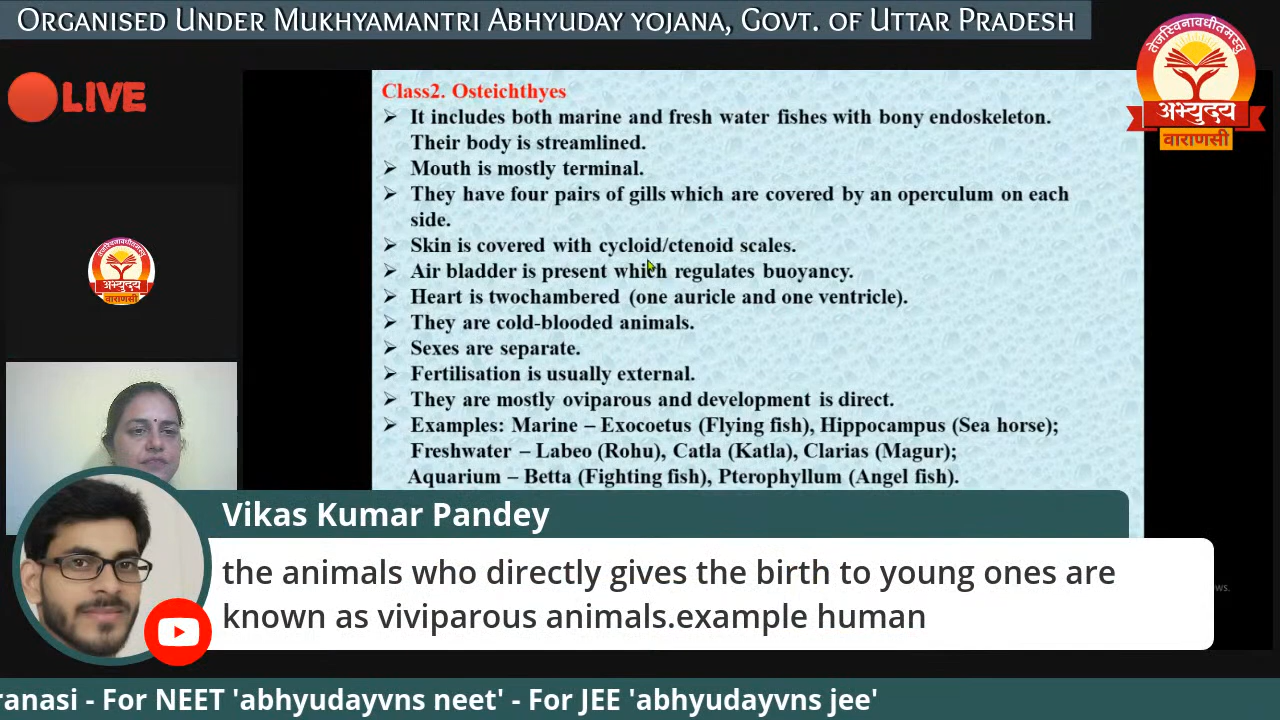 Organised Under Mukhyamantri Abhyuday yojana, Govt. of Uttar Pradesh
तेजस्विनावधीतमस्तु
अभ्युदय
वाराणसी
LIVE
अभ्युदय
Class2. Osteichthyes
➢ It includes both marine and fresh water fishes with bony endoskeleton.
Their body is streamlined.
➢ Mouth is mostly terminal.
➢ They have four pairs of gills which are covered by an operculum on each
side.
➢ Skin is covered with cycloid/ctenoid scales.
➢ Air bladder is present which regulates buoyancy.
➢ Heart is twochambered (one auricle and one ventricle).
➢ They are cold-blooded animals.
➢ Sexes are separate.
➢ Fertilisation is usually external.
➢ They are mostly oviparous and development is direct.
➢ Examples: Marine – Exocoetus (Flying fish), Hippocampus (Sea horse);
Freshwater – Labeo (Rohu), Catla (Katla), Clarias (Magur);
Aquarium – Betta (Fighting fish), Pterophyllum (Angel fish).
Vikas Kumar Pandey
the animals who directly gives the birth to young ones are
known as viviparous animals.example human
ws.
ranasi - For NEET 'abhyudayvns neet' - For JEE 'abhyudayvns jee'